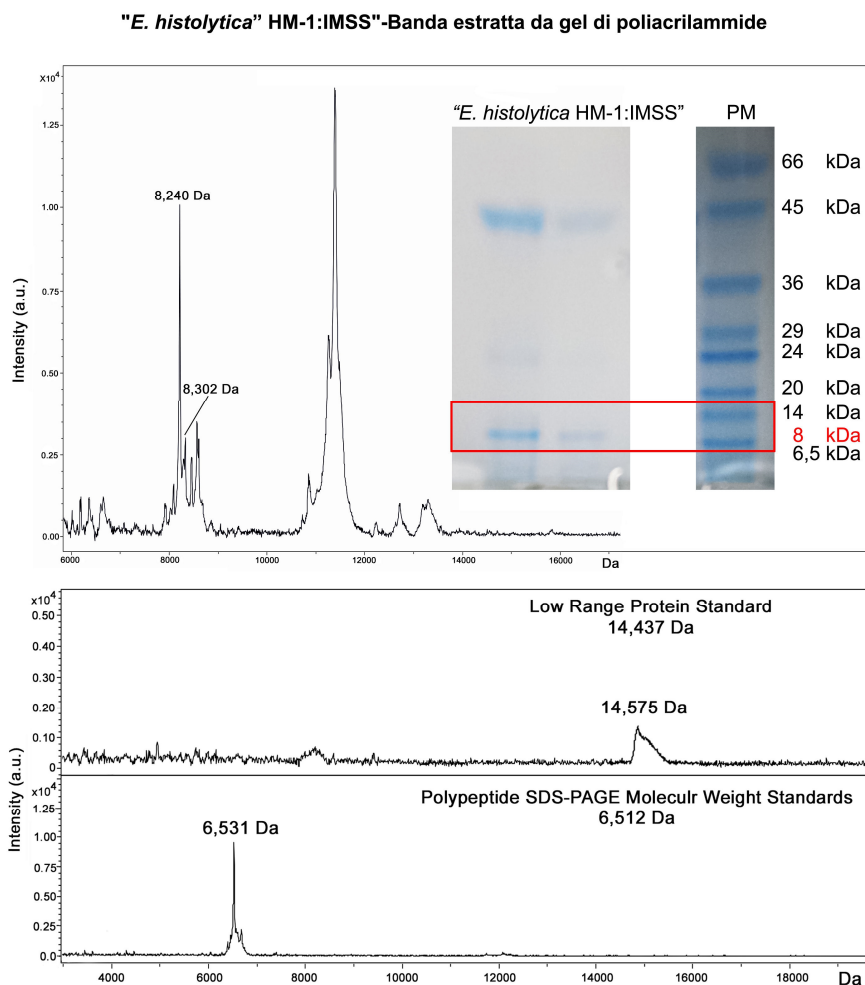 "E. histolytica” HM-1:IMSS"-Banda estratta da gel di poliacrilammide
x10⁴
1.25
1.00
0.75
0.50
0.25
0.00
Intensity (a.u.)
8,240 Da
8,302 Da
6000 8000 10000 12000 14000 16000
Da
“E. histolytica HM-1:IMSS” PM
66 kDa
45 kDa
36 kDa
29 kDa
24 kDa
20 kDa
14 kDa
8 kDa
6,5 kDa
x10⁴
0.50
0.40
0.30
0.20
0.10
0
Low Range Protein Standard
14,437 Da
14,575 Da
Intensity (a.u.)
x10⁴
1.25
1.00
0.75
0.50
0.25
0.0
Polypeptide SDS-PAGE Moleculr Weight Standards
6,512 Da
6,531 Da
4000 6000 8000 10000 12000 14000 16000 18000 Da